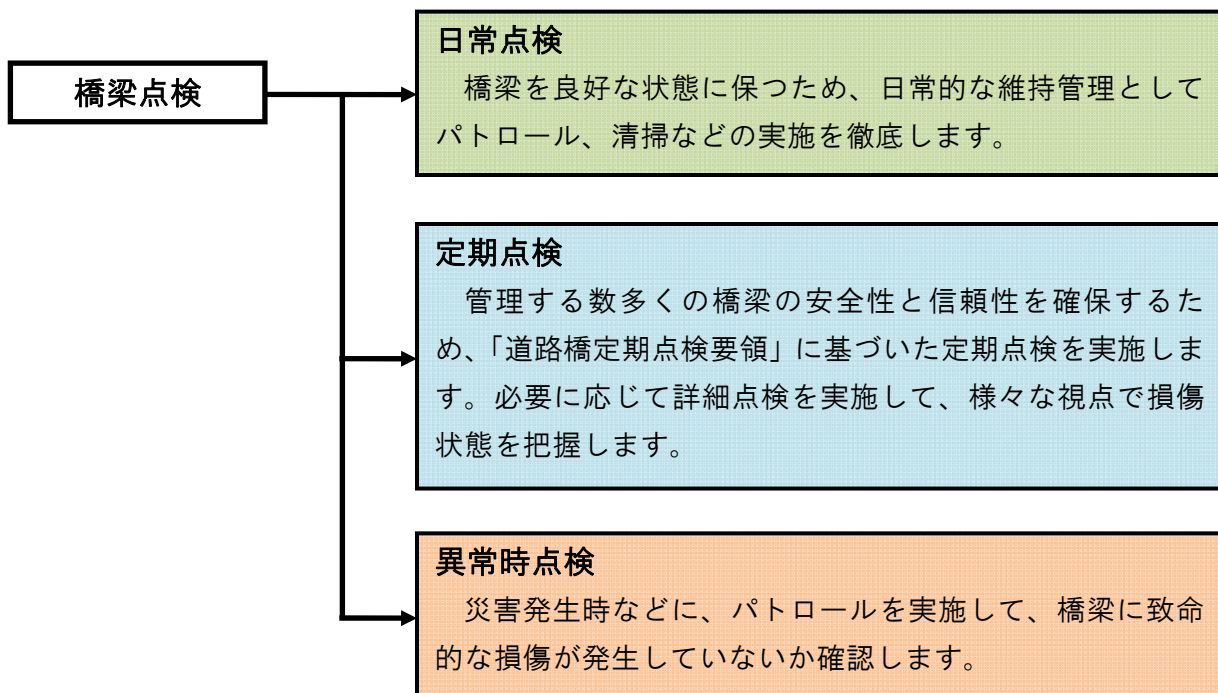 橋梁点検
日常点検
橋梁を良好な状態に保つため、日常的な維持管理として
パトロール、清掃などの実施を徹底します。
定期点検
管理する数多くの橋梁の安全性と信頼性を確保するた
め、「道路橋定期点検要領」に基づいた定期点検を実施しま
す。必要に応じて詳細点検を実施して、様々な視点で損傷
状態を把握します。
異常時点検
災害発生時などに、パトロールを実施して、橋梁に致命
的な損傷が発生していないか確認します。